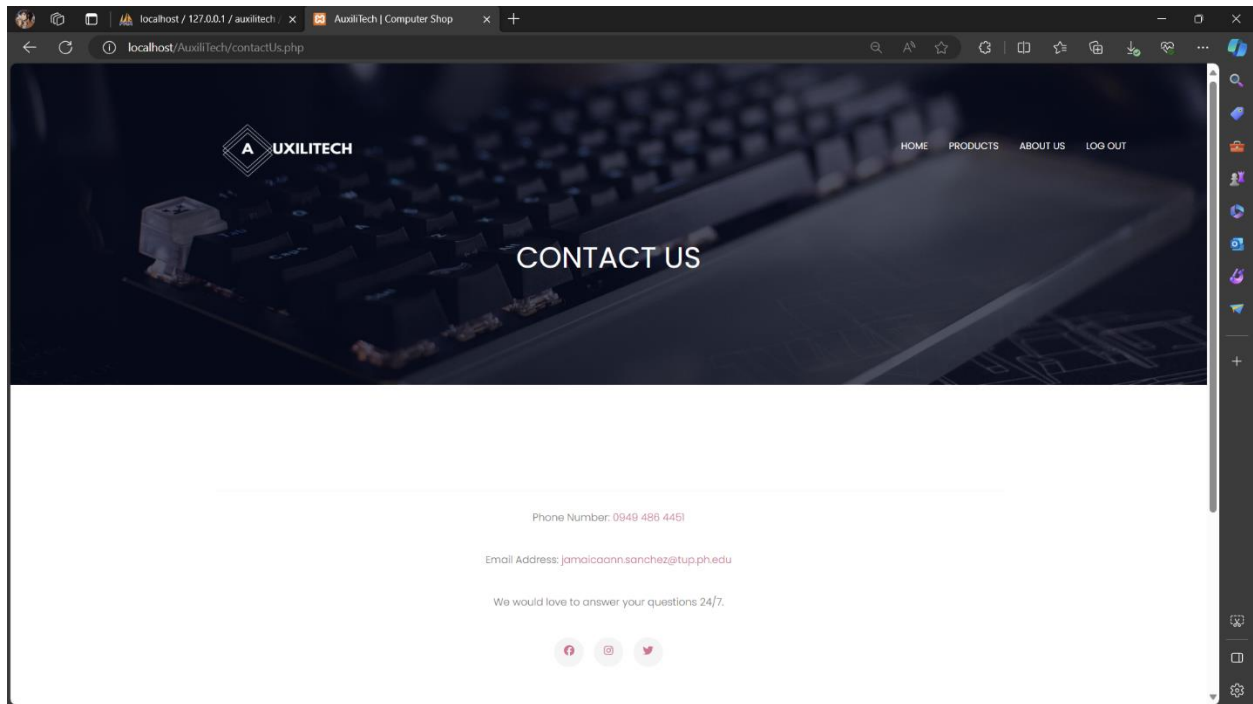 localhost / 127.0.0.1 / auxilitech /
AuxiliTech | Computer Shop
localhost/AuxiliTech/contactUs.php
A UXILITECH
HOME PRODUCTS ABOUT US LOG OUT
CONTACT US
Phone Number: 0949 486 4451
Email Address: jamaicaann.sanchez@tup.ph.edu
We would love to answer your questions 24/7.